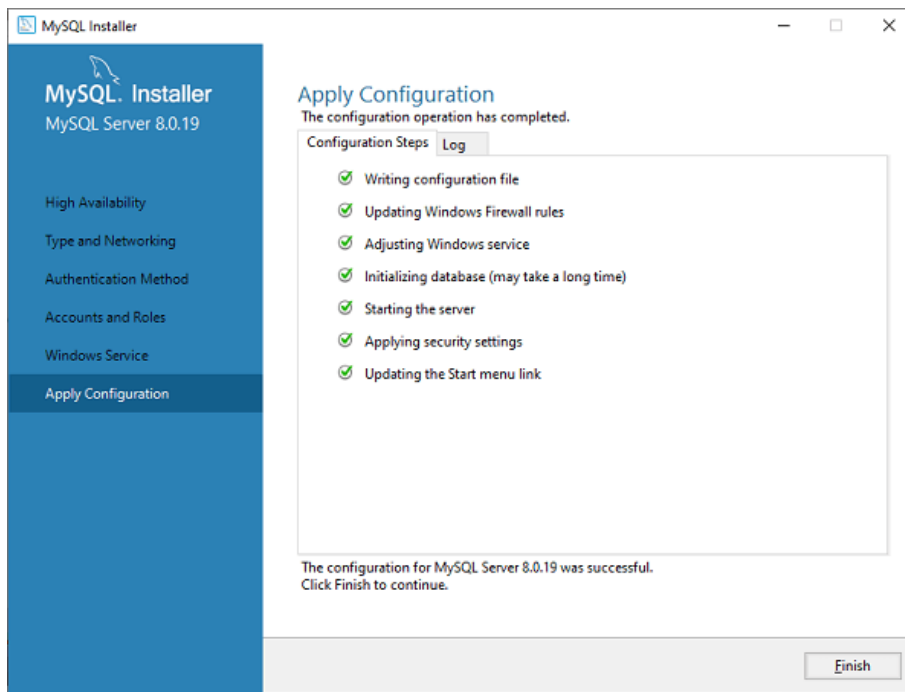 MySQL Installer
MySQL. Installer
MySQL Server 8.0.19
High Availability
Type and Networking
Authentication Method
Accounts and Roles
Windows Service
Apply Configuration
Apply Configuration
The configuration operation has completed.
Configuration Steps
Log
Writing configuration file
Updating Windows Firewall rules
Adjusting Windows service
Initializing database (may take a long time)
Starting the server
Applying security settings
Updating the Start menu link
The configuration for MySQL Server 8.0.19 was successful.
Click Finish to continue.
Finish